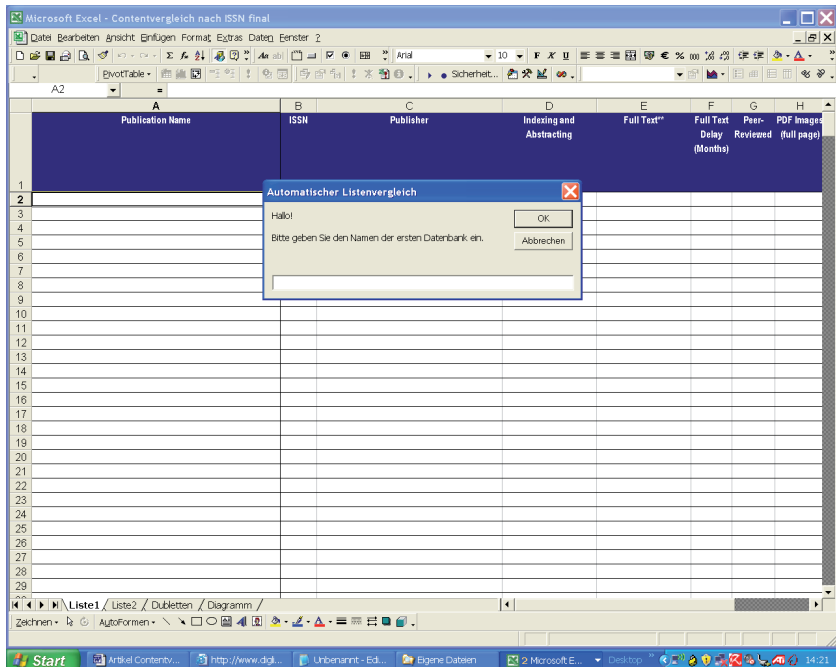 Microsoft Excel - Contentvergleich nach ISSN final
Datei Bearbeiten Ansicht Einfügen Format Extras Daten Fenster ?
Arial 10 F K U € % 000
PivotTable Sicherheit...
A2 =
A B C D E F G H
Publication Name ISSN Publisher Indexing and Full Text** Full Text Peer- PDF Images
Abstracting Delay Reviewed (full page)
(Months)
1
2
3
4
5
6
7
8
9
10
11
12
13
14
15
16
17
18
19
20
21
22
23
24
25
26
27
28
29
Automatischer Listenvergleich
Hallo!
OK
Bitte geben Sie den Namen der ersten Datenbank ein.
Abbrechen
Liste1 / Liste2 / Dubletten / Diagramm /
Zeichnen AutoFormen
Start Artikel Contentv... http://www.digi... Unbenannt - Edi... Eigene Dateien 2 Microsoft E... Desktop » 14:21